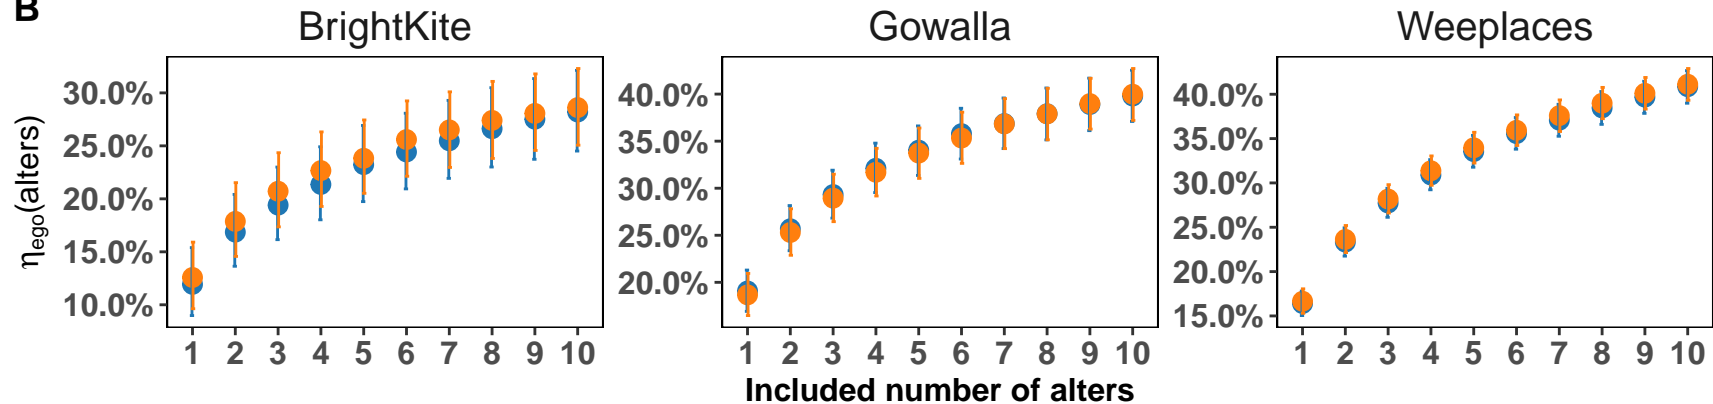 B
BrightKite
Gowalla
Weeplaces
ηego(alters)
30.0%
25.0%
20.0%
15.0%
10.0%
40.0%
35.0%
30.0%
25.0%
20.0%
40.0%
35.0%
30.0%
25.0%
20.0%
15.0%
1 2 3 4 5 6 7 8 9 10
1 2 3 4 5 6 7 8 9 10
1 2 3 4 5 6 7 8 9 10
Included number of alters